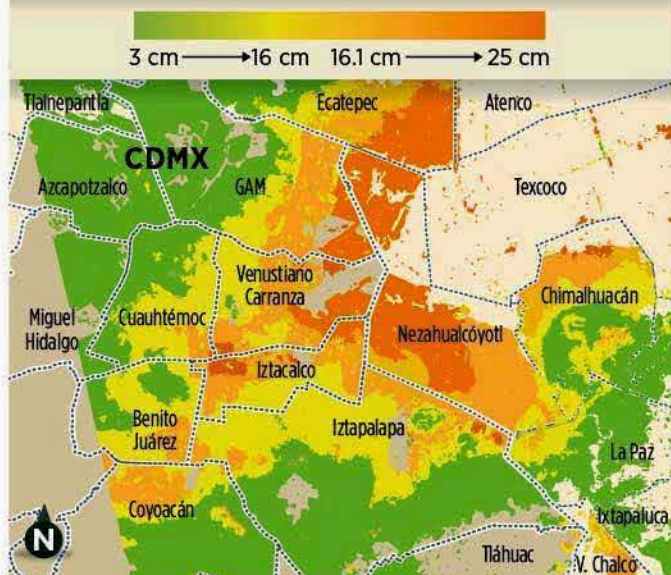 3 cm → 16 cm 16.1 cm → 25 cm
Tlalnepantla
Ecatepec
Atenco
CDMX
Azcapotzalco
GAM
Texcoco
Venustiano
Carranza
Chimalhuacán
Miguel
Hidalgo
Cuauhtémoc
Nezahualcóyotl
Iztacalco
Benito
Juárez
Iztapalapa
La Paz
Coyoacán
Ixtapaluca
N
Tláhuac
V. Chalco